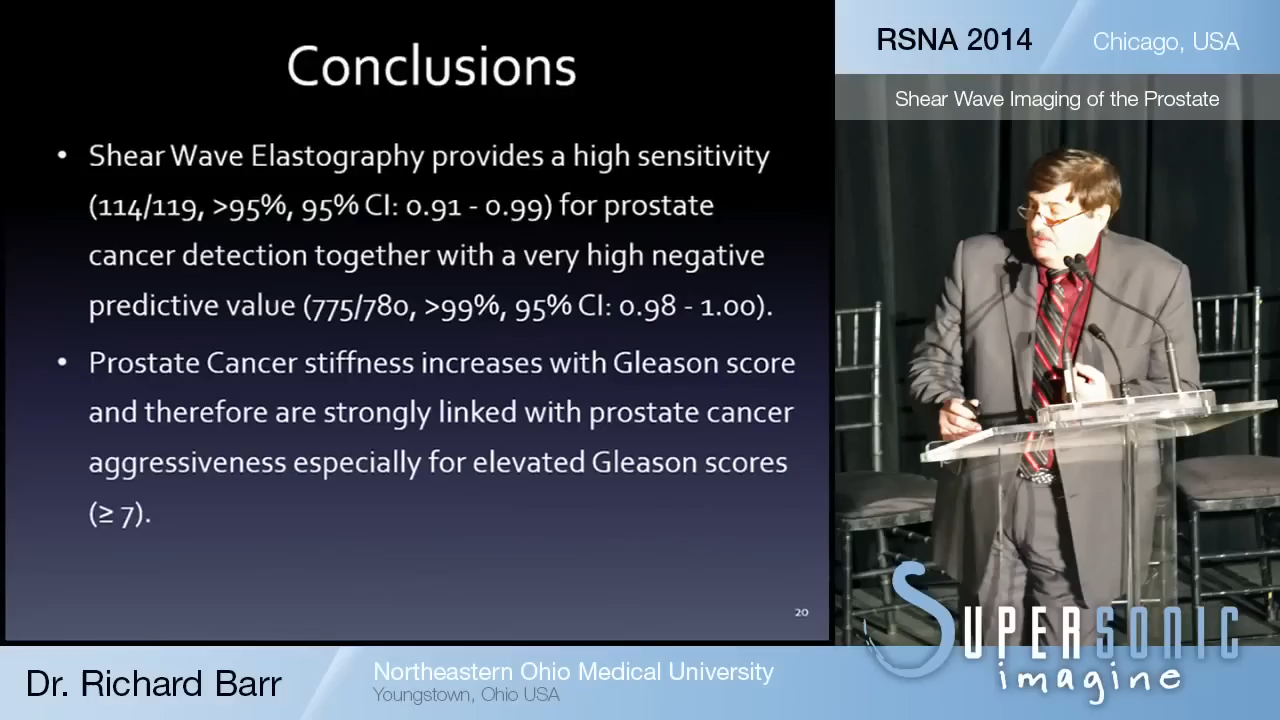 Conclusions
• Shear Wave Elastography provides a high sensitivity
(114/119, >95%, 95% CI: 0.91 - 0.99) for prostate
cancer detection together with a very high negative
predictive value (775/780, >99%, 95% CI: 0.98 - 1.00).
• Prostate Cancer stiffness increases with Gleason score
and therefore are strongly linked with prostate cancer
aggressiveness especially for elevated Gleason scores
(≥ 7).
20
RSNA 2014 Chicago, USA
Shear Wave Imaging of the Prostate
SUPERSONIC
imagine
Dr. Richard Barr
Northeastern Ohio Medical University
Youngstown, Ohio USA